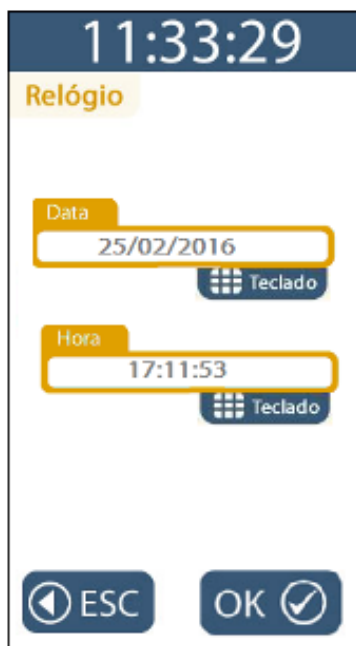 11:33:29
Relógio
Data
25/02/2016
Teclado
Hora
17:11:53
Teclado
ESC
OK